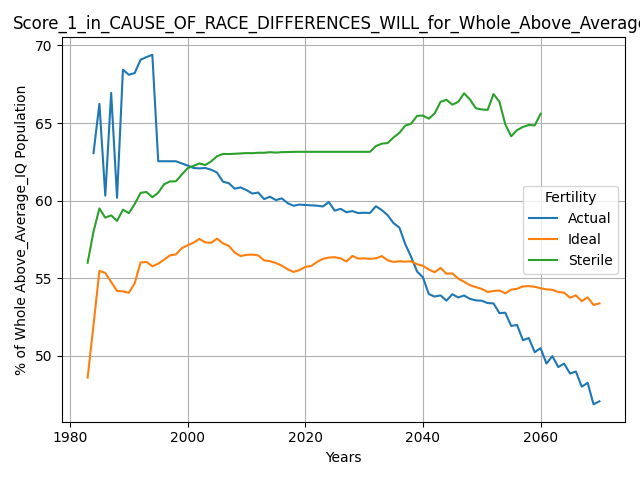 Score_1_in_CAUSE_OF_RACE_DIFFERENCES_WILL_for_Whole_Above_Average
% of Whole Above_Average_IQ Population
70
65
60
55
50
Fertility
Actual
Ideal
Sterile
1980
2000
2020
2040
2060
Years